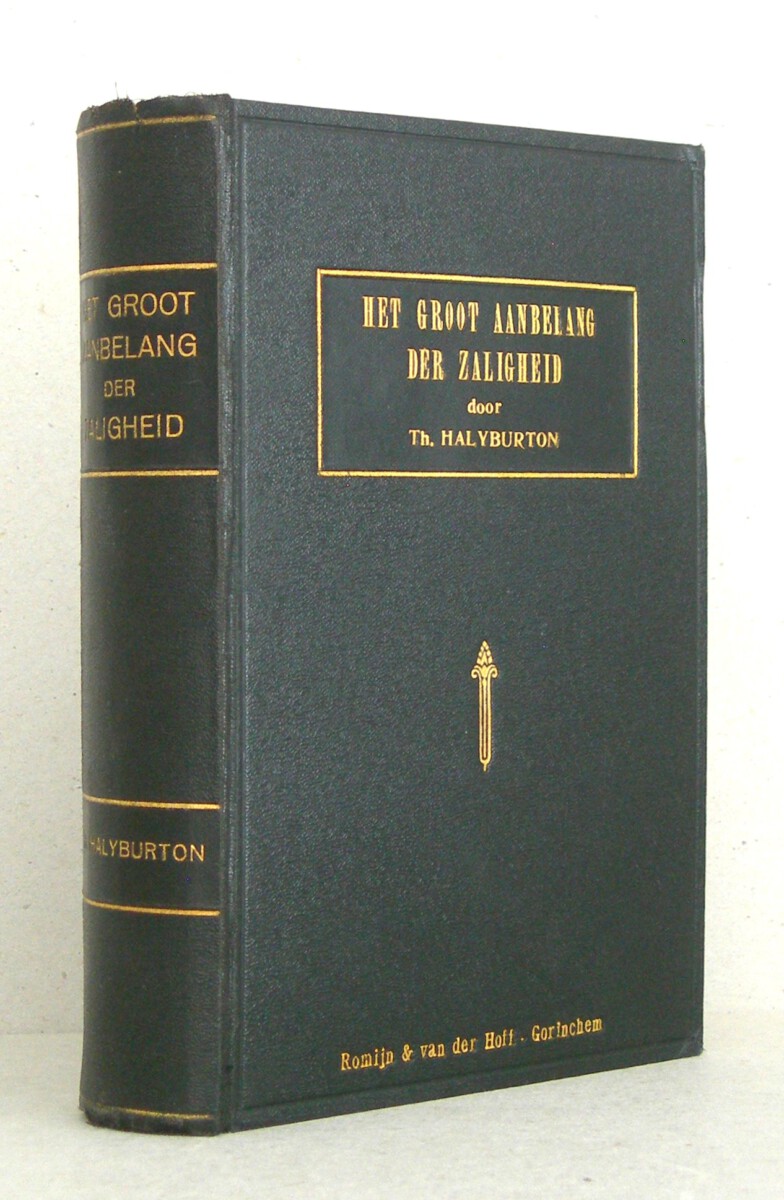 ET GROOT
ANBELANG
DER
ALIGHEID
HALYBURTON
HET GROOT AANBELANG
DER ZALIGHEID
door
Th. HALYBURTON
Romijn & van der Hoff - Gorinchem